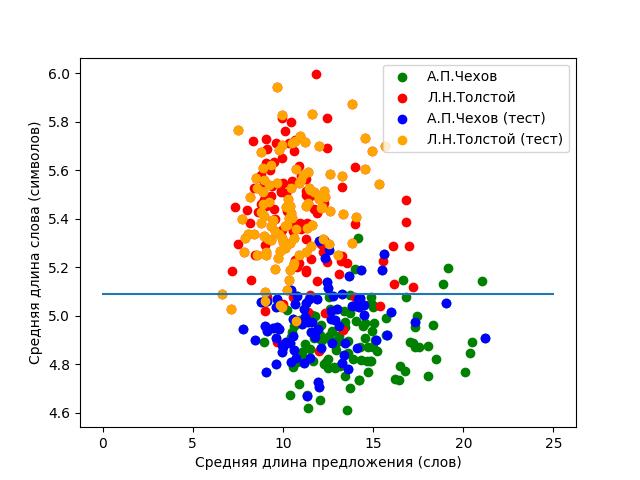 А.П.Чехов
Л.Н.Толстой
А.П.Чехов (тест)
Л.Н.Толстой (тест)
6.0
5.8
5.6
5.4
5.2
5.0
4.8
4.6
Средняя длина слова (символов)
0 5 10 15 20 25
Средняя длина предложения (слов)